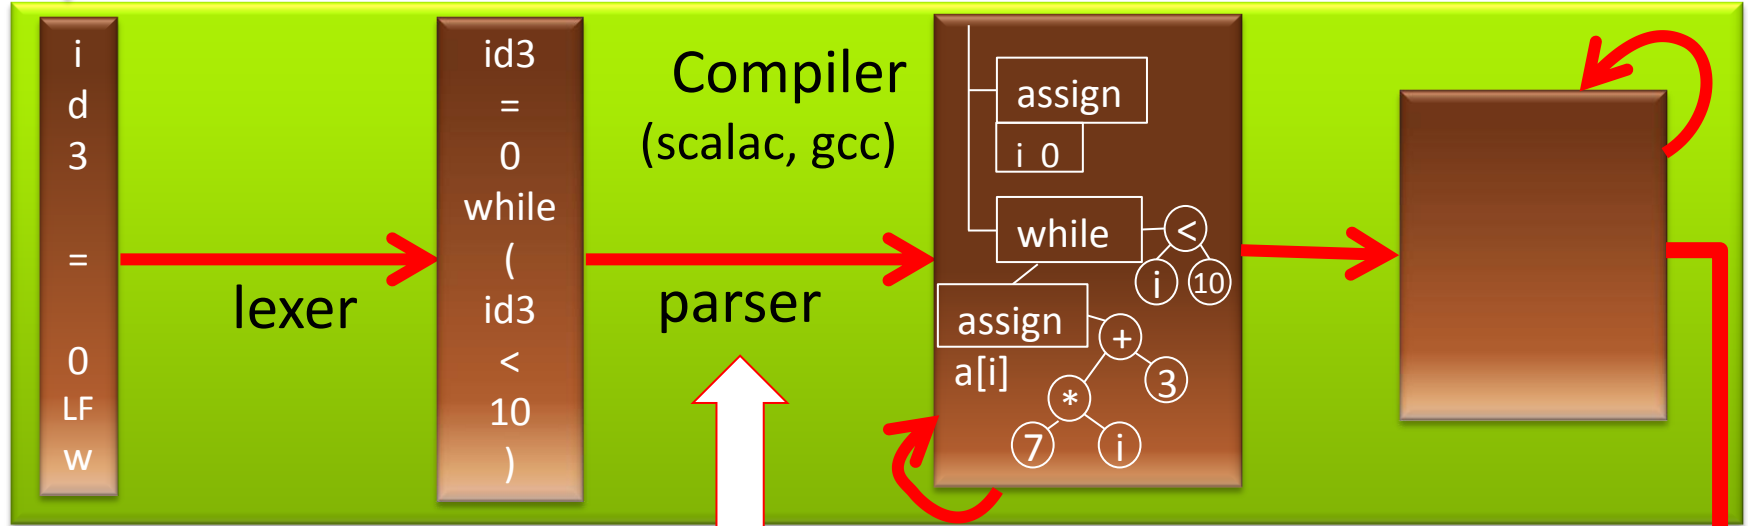 i
d
3
=
0
LF
w
lexer
id3
=
0
while
(
id3
<
10
)
Compiler
(scalac, gcc)
parser
assign
i 0
while
<
i 10
assign
+
a[i]
3
*
7 i